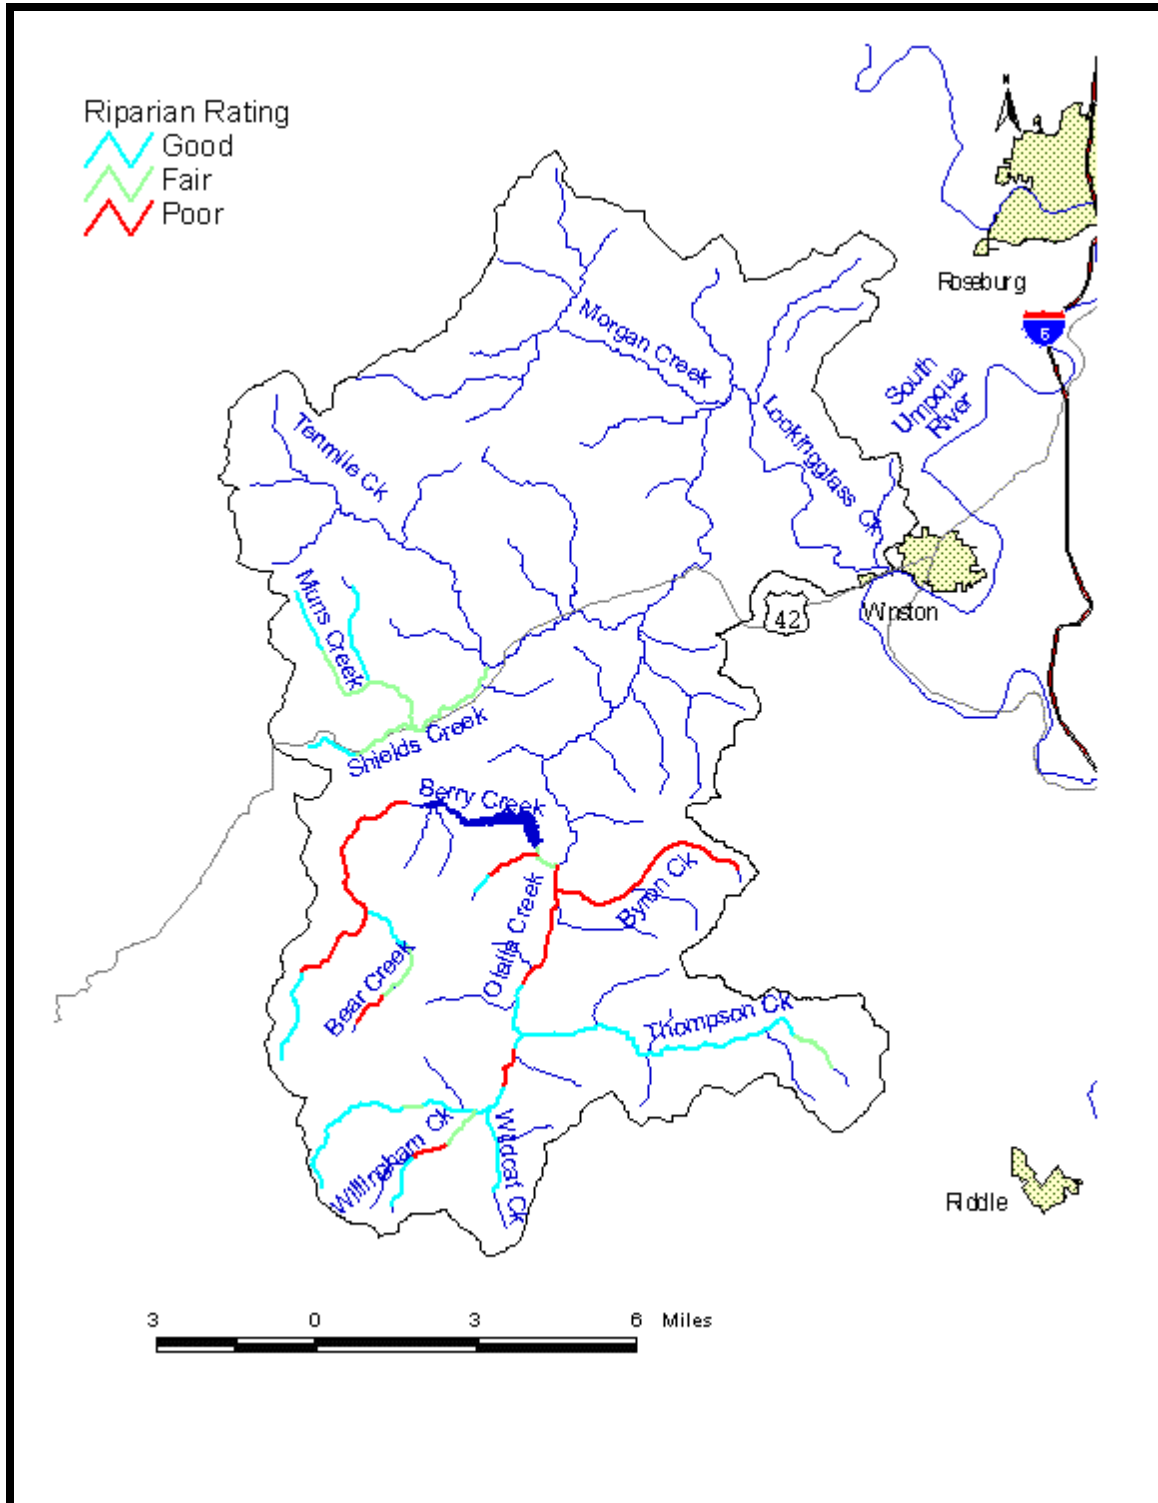 Riparian Rating
Good
Fair
Poor
N
Roseburg
5
Morgan Creek
South
Umpqua
River
Lookingglass Ck
Tenmile Ck
Muns Creek
42
Winston
Shields Creek
Berry Creek
Byron Ck
Olalla Creek
Bear Creek
Thompson Ck
Willingham Ck
Wildcat Ck
Riddle
3 0 3 6 Miles